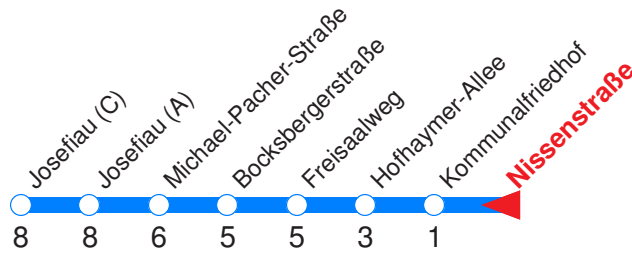 Josefiau (C)
Josefiau (A)
Michael-Pacher-Straße
Bocksbergerstraße
Freisaalweg
Hofhaymer-Allee
Kommunalfriedhof
Nissenstraße
8 8 6 5 5 3 1